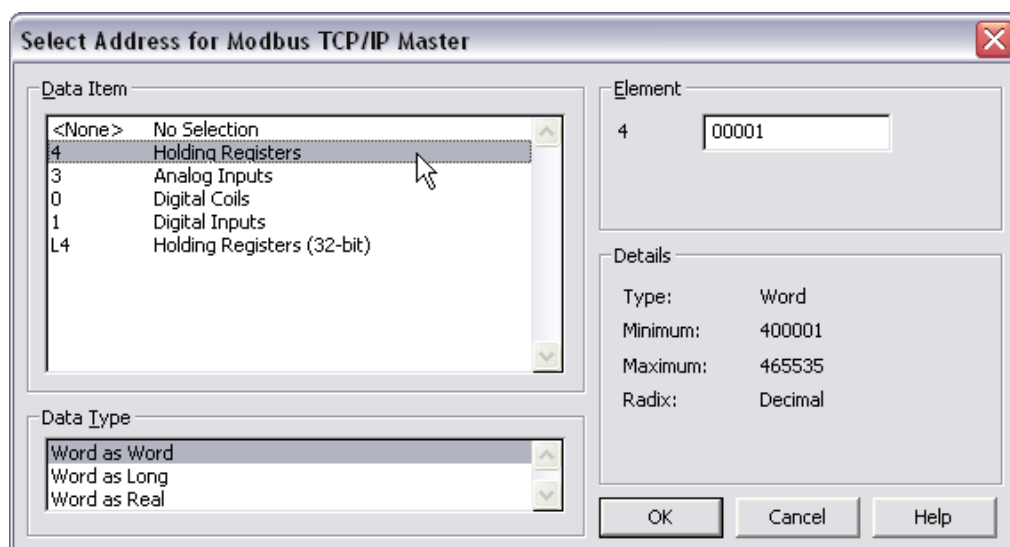 Select Address for Modbus TCP/IP Master
Data Item
<None> No Selection
4 Holding Registers
3 Analog Inputs
0 Digital Coils
1 Digital Inputs
L4 Holding Registers (32-bit)
Data Type
Word as Word
Word as Long
Word as Real
Element
4 00001
Details
Type: Word
Minimum: 400001
Maximum: 465535
Radix: Decimal
OK Cancel Help